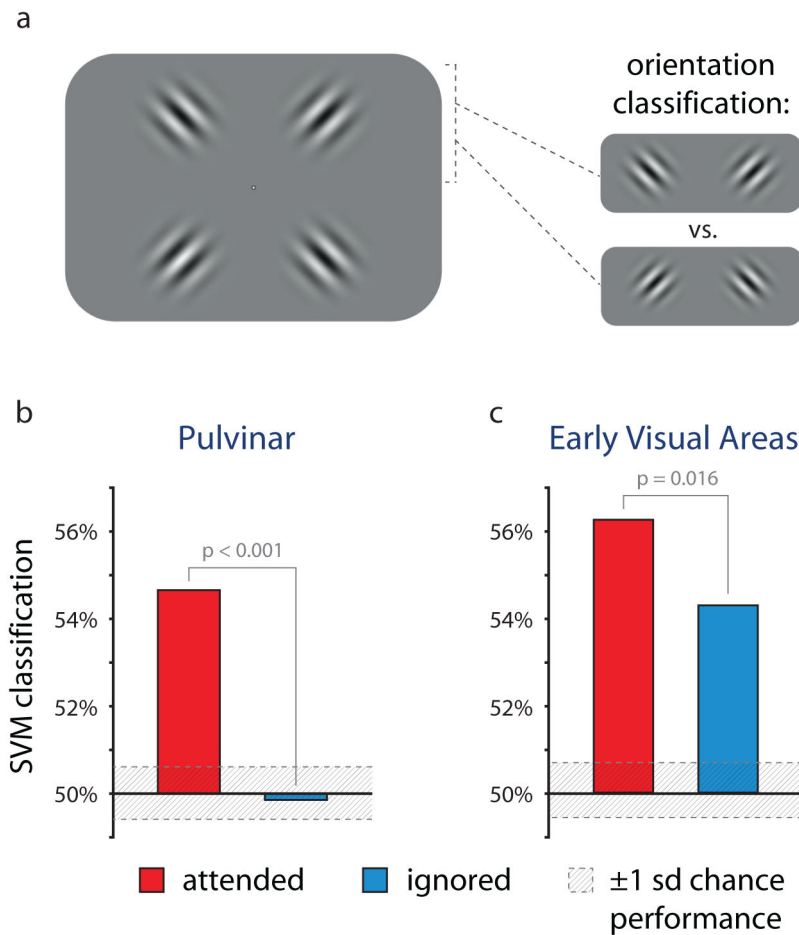 a
orientation
classification:
vs.
b
Pulvinar
c
Early Visual Areas
SVM classification
56%
54%
52%
50%
p < 0.001
56%
54%
52%
50%
p = 0.016
attended
ignored
±1 sd chance
performance